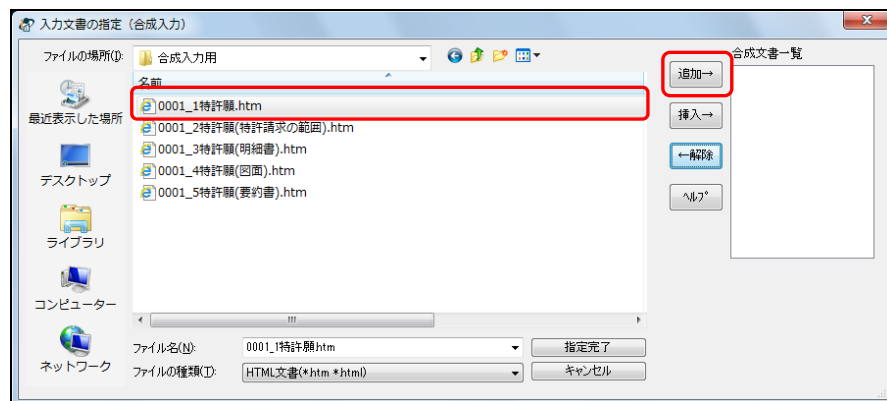 入力文書の指定（合成入力）
ファイルの場所(I):
合成入力用
合成文書一覧
名前
追加→
0001_1特許願.htm
最近表示した場所
挿入→
0001_2特許願(特許請求の範囲).htm
0001_3特許願(明細書).htm
←解除
0001_4特許願(図面).htm
デスクトップ
0001_5特許願(要約書).htm
ﾍﾙﾌﾟ
ライブラリ
コンピューター
ファイル名(N):
0001_1特許願.htm
指定完了
ネットワーク
ファイルの種類(T):
HTML文書(*.htm *.html)
キャンセル